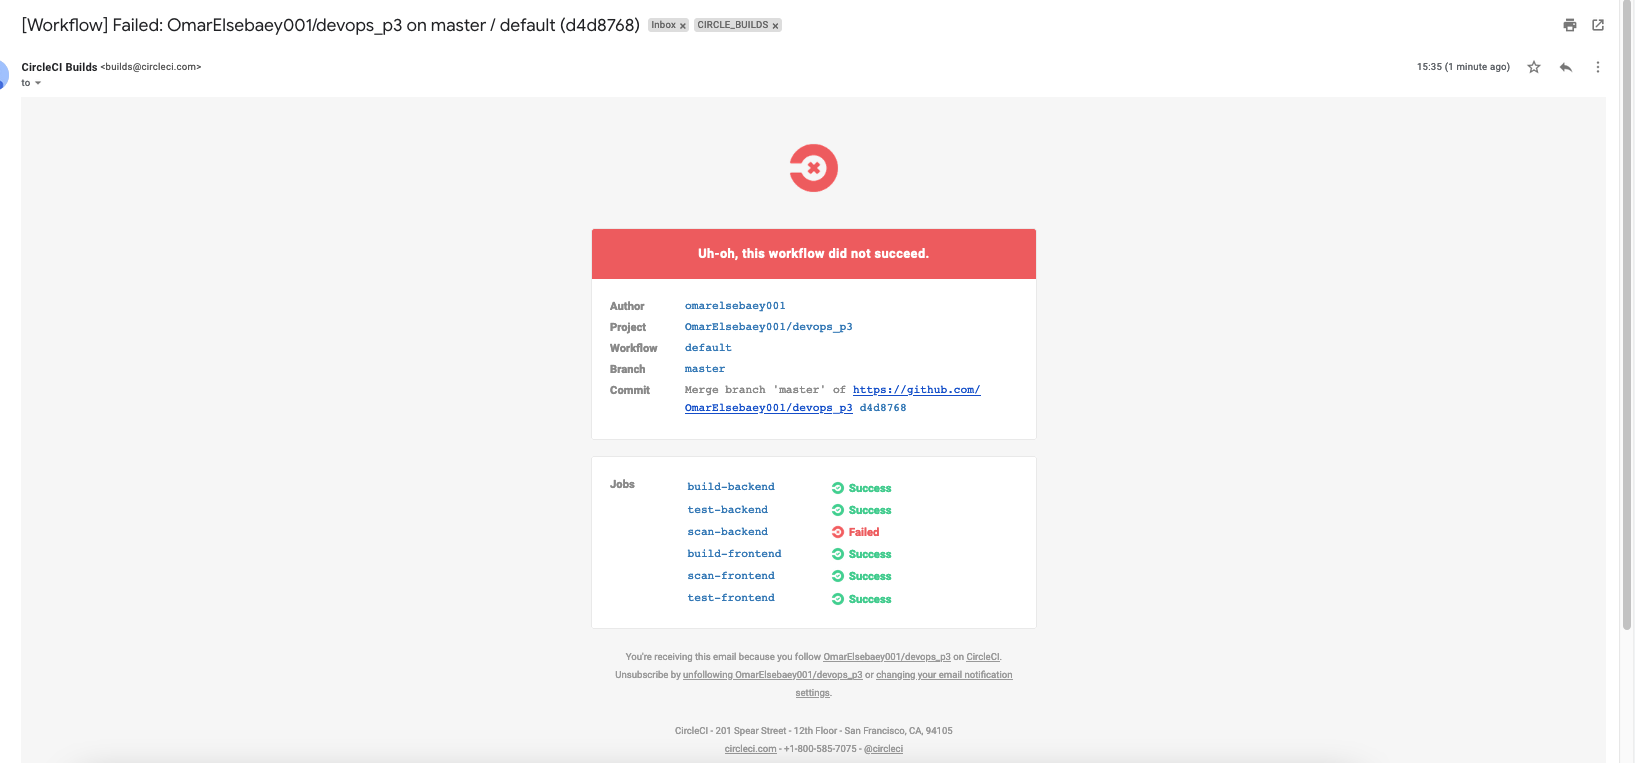 [Workflow] Failed: OmarElsebaey001/devops_p3 on master / default (d4d8768) Inbox x CIRCLE_BUILDS x
CircleCI Builds <builds@circleci.com> 15:35 (1 minute ago)
to
Uh-oh, this workflow did not succeed.
Author omarelsebaey001
Project OmarElsebaey001/devops_p3
Workflow default
Branch master
Commit Merge branch 'master' of https://github.com/
OmarElsebaey001/devops_p3 d4d8768
Jobs build-backend Success
test-backend Success
scan-backend Failed
build-frontend Success
scan-frontend Success
test-frontend Success
You're receiving this email because you follow OmarElsebaey001/devops_p3 on CircleCI.
Unsubscribe by unfollowing OmarElsebaey001/devops_p3 or changing your email notification
settings.
CircleCI - 201 Spear Street - 12th Floor - San Francisco, CA, 94105
circleci.com - +1-800-585-7075 - @circleci